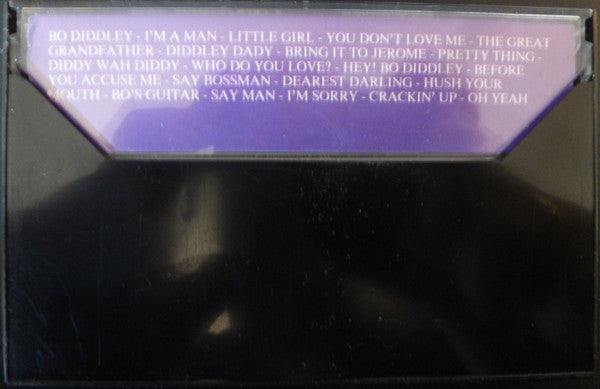 BO DIDDLEY - I'M A MAN - LITTLE GIRL - YOU DON'T LOVE ME - THE GREAT
GRANDFATHER - DIDDLEY DADY - BRING IT TO JEROME - PRETTY THING -
DIDDY WAH DIDDY - WHO DO YOU LOVE? - HEY! BO DIDDLEY - BEFORE
YOU ACCUSE ME - SAY BOSSMAN - DEAREST DARLING - HUSH YOUR
MOUTH - BO'S GUITAR - SAY MAN - I'M SORRY - CRACKIN' UP - OH YEAH